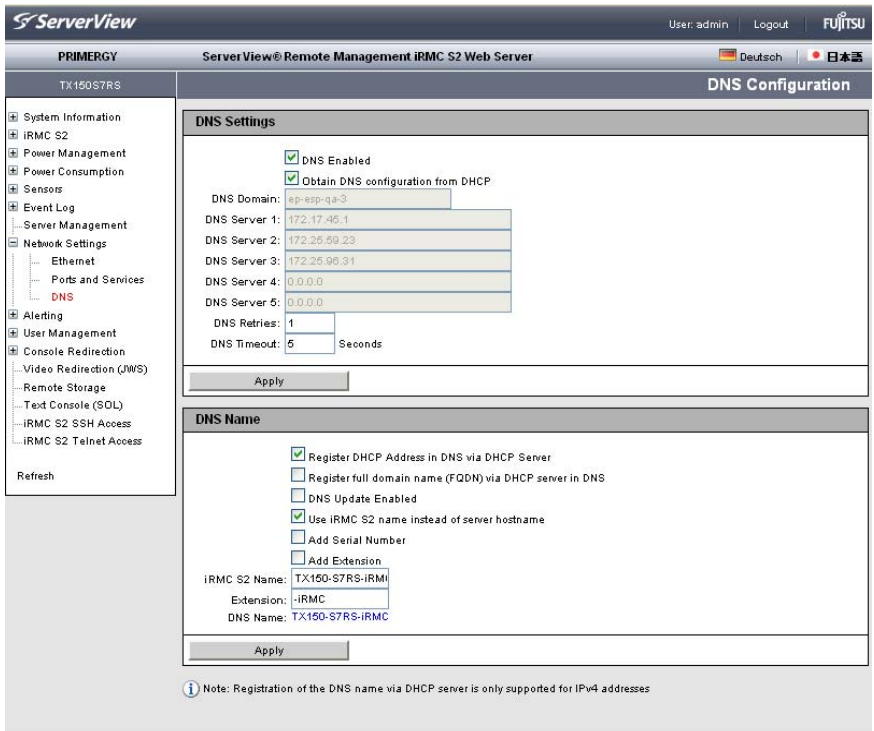 ServerView
User: admin Logout FUJITSU
PRIMERGY ServerView® Remote Management iRMC S2 Web Server Deutsch 日本語
TX150S7RS DNS Configuration
System Information
iRMC S2
Power Management
Power Consumption
Sensors
Event Log
Server Management
Network Settings
Ethernet
Ports and Services
DNS
Alerting
User Management
Console Redirection
Video Redirection (JWS)
Remote Storage
Text Console (SOL)
iRMC S2 SSH Access
iRMC S2 Telnet Access
Refresh
DNS Settings
DNS Enabled
Obtain DNS configuration from DHCP
DNS Domain: ep-esp-qa-3
DNS Server 1: 172.17.45.1
DNS Server 2: 172.25.59.23
DNS Server 3: 172.25.96.31
DNS Server 4: 0.0.0.0
DNS Server 5: 0.0.0.0
DNS Retries: 1
DNS Timeout: 5 Seconds
Apply
DNS Name
Register DHCP Address in DNS via DHCP Server
Register full domain name (FQDN) via DHCP server in DNS
DNS Update Enabled
Use iRMC S2 name instead of server hostname
Add Serial Number
Add Extension
iRMC S2 Name: TX150-S7RS-iRM
Extension: -iRMC
DNS Name: TX150-S7RS-iRMC
Apply
Note: Registration of the DNS name via DHCP server is only supported for IPv4 addresses